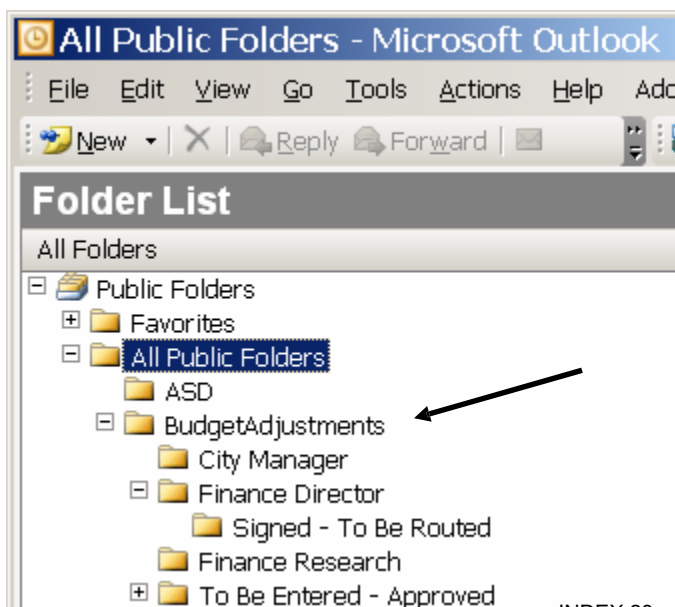 All Public Folders - Microsoft Outlook
File Edit View Go Tools Actions Help
New Reply Forward
Folder List
All Folders
Public Folders
Favorites
All Public Folders
ASD
BudgetAdjustments
City Manager
Finance Director
Signed - To Be Routed
Finance Research
To Be Entered - Approved